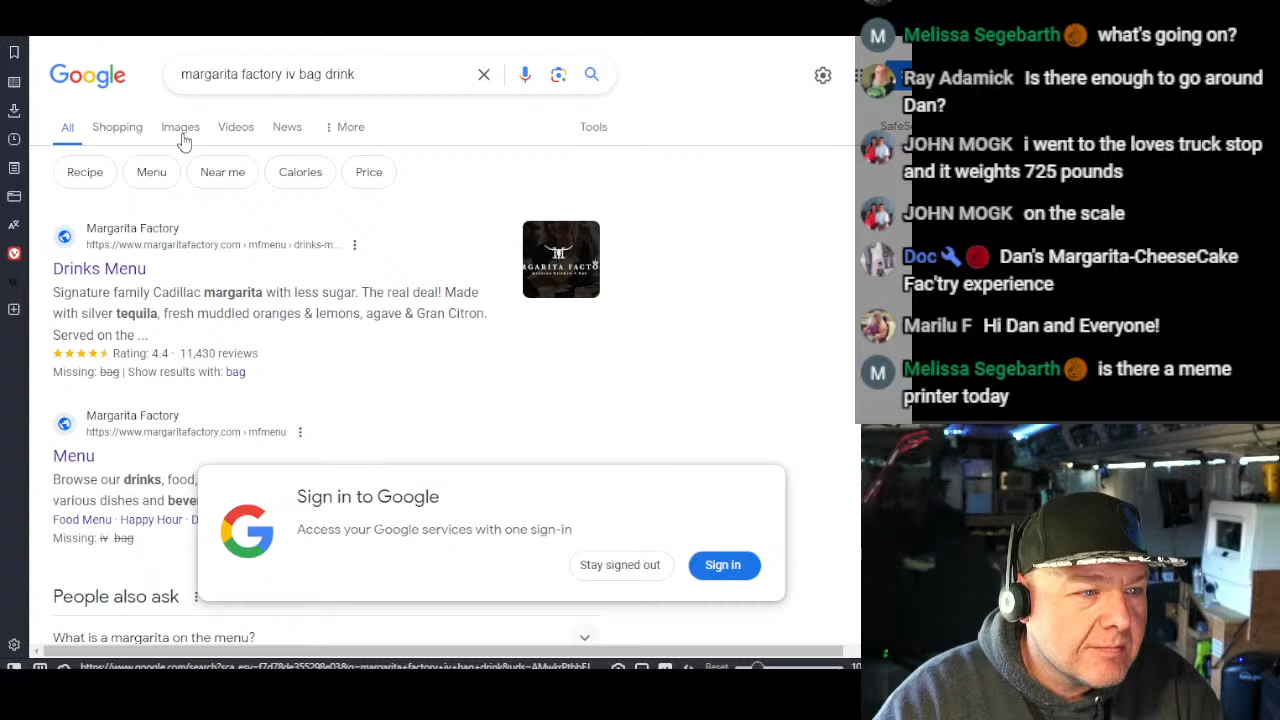 Google
margarita factory iv bag drink
All Shopping Images Videos News More Tools
SafeSe
Recipe Menu Near me Calories Price
Margarita Factory
https://www.margaritafactory.com › mfmenu › drinks-m...
Drinks Menu
Signature family Cadillac margarita with less sugar. The real deal! Made
with silver tequila, fresh muddled oranges & lemons, agave & Gran Citron.
Served on the ...
Rating: 4.4 · 11,430 reviews
Missing: bag | Show results with: bag
RGARITA FACTO
mexican kitchen + bar
Margarita Factory
https://www.margaritafactory.com › mfmenu
Menu
Browse our drinks, food,
various dishes and beve
Food Menu · Happy Hour · D
Missing: iv bag
Sign in to Google
Access your Google services with one sign-in
Stay signed out Sign in
People also ask
What is a margarita on the menu?
Reset
Melissa Segebarth what's going on?
Ray Adamick Is there enough to go around
Dan?
JOHN MOGK i went to the loves truck stop
and it weights 725 pounds
JOHN MOGK on the scale
Doc Dan's Margarita-CheeseCake
Fac'try experience
Marilu F Hi Dan and Everyone!
Melissa Segebarth is there a meme
printer today